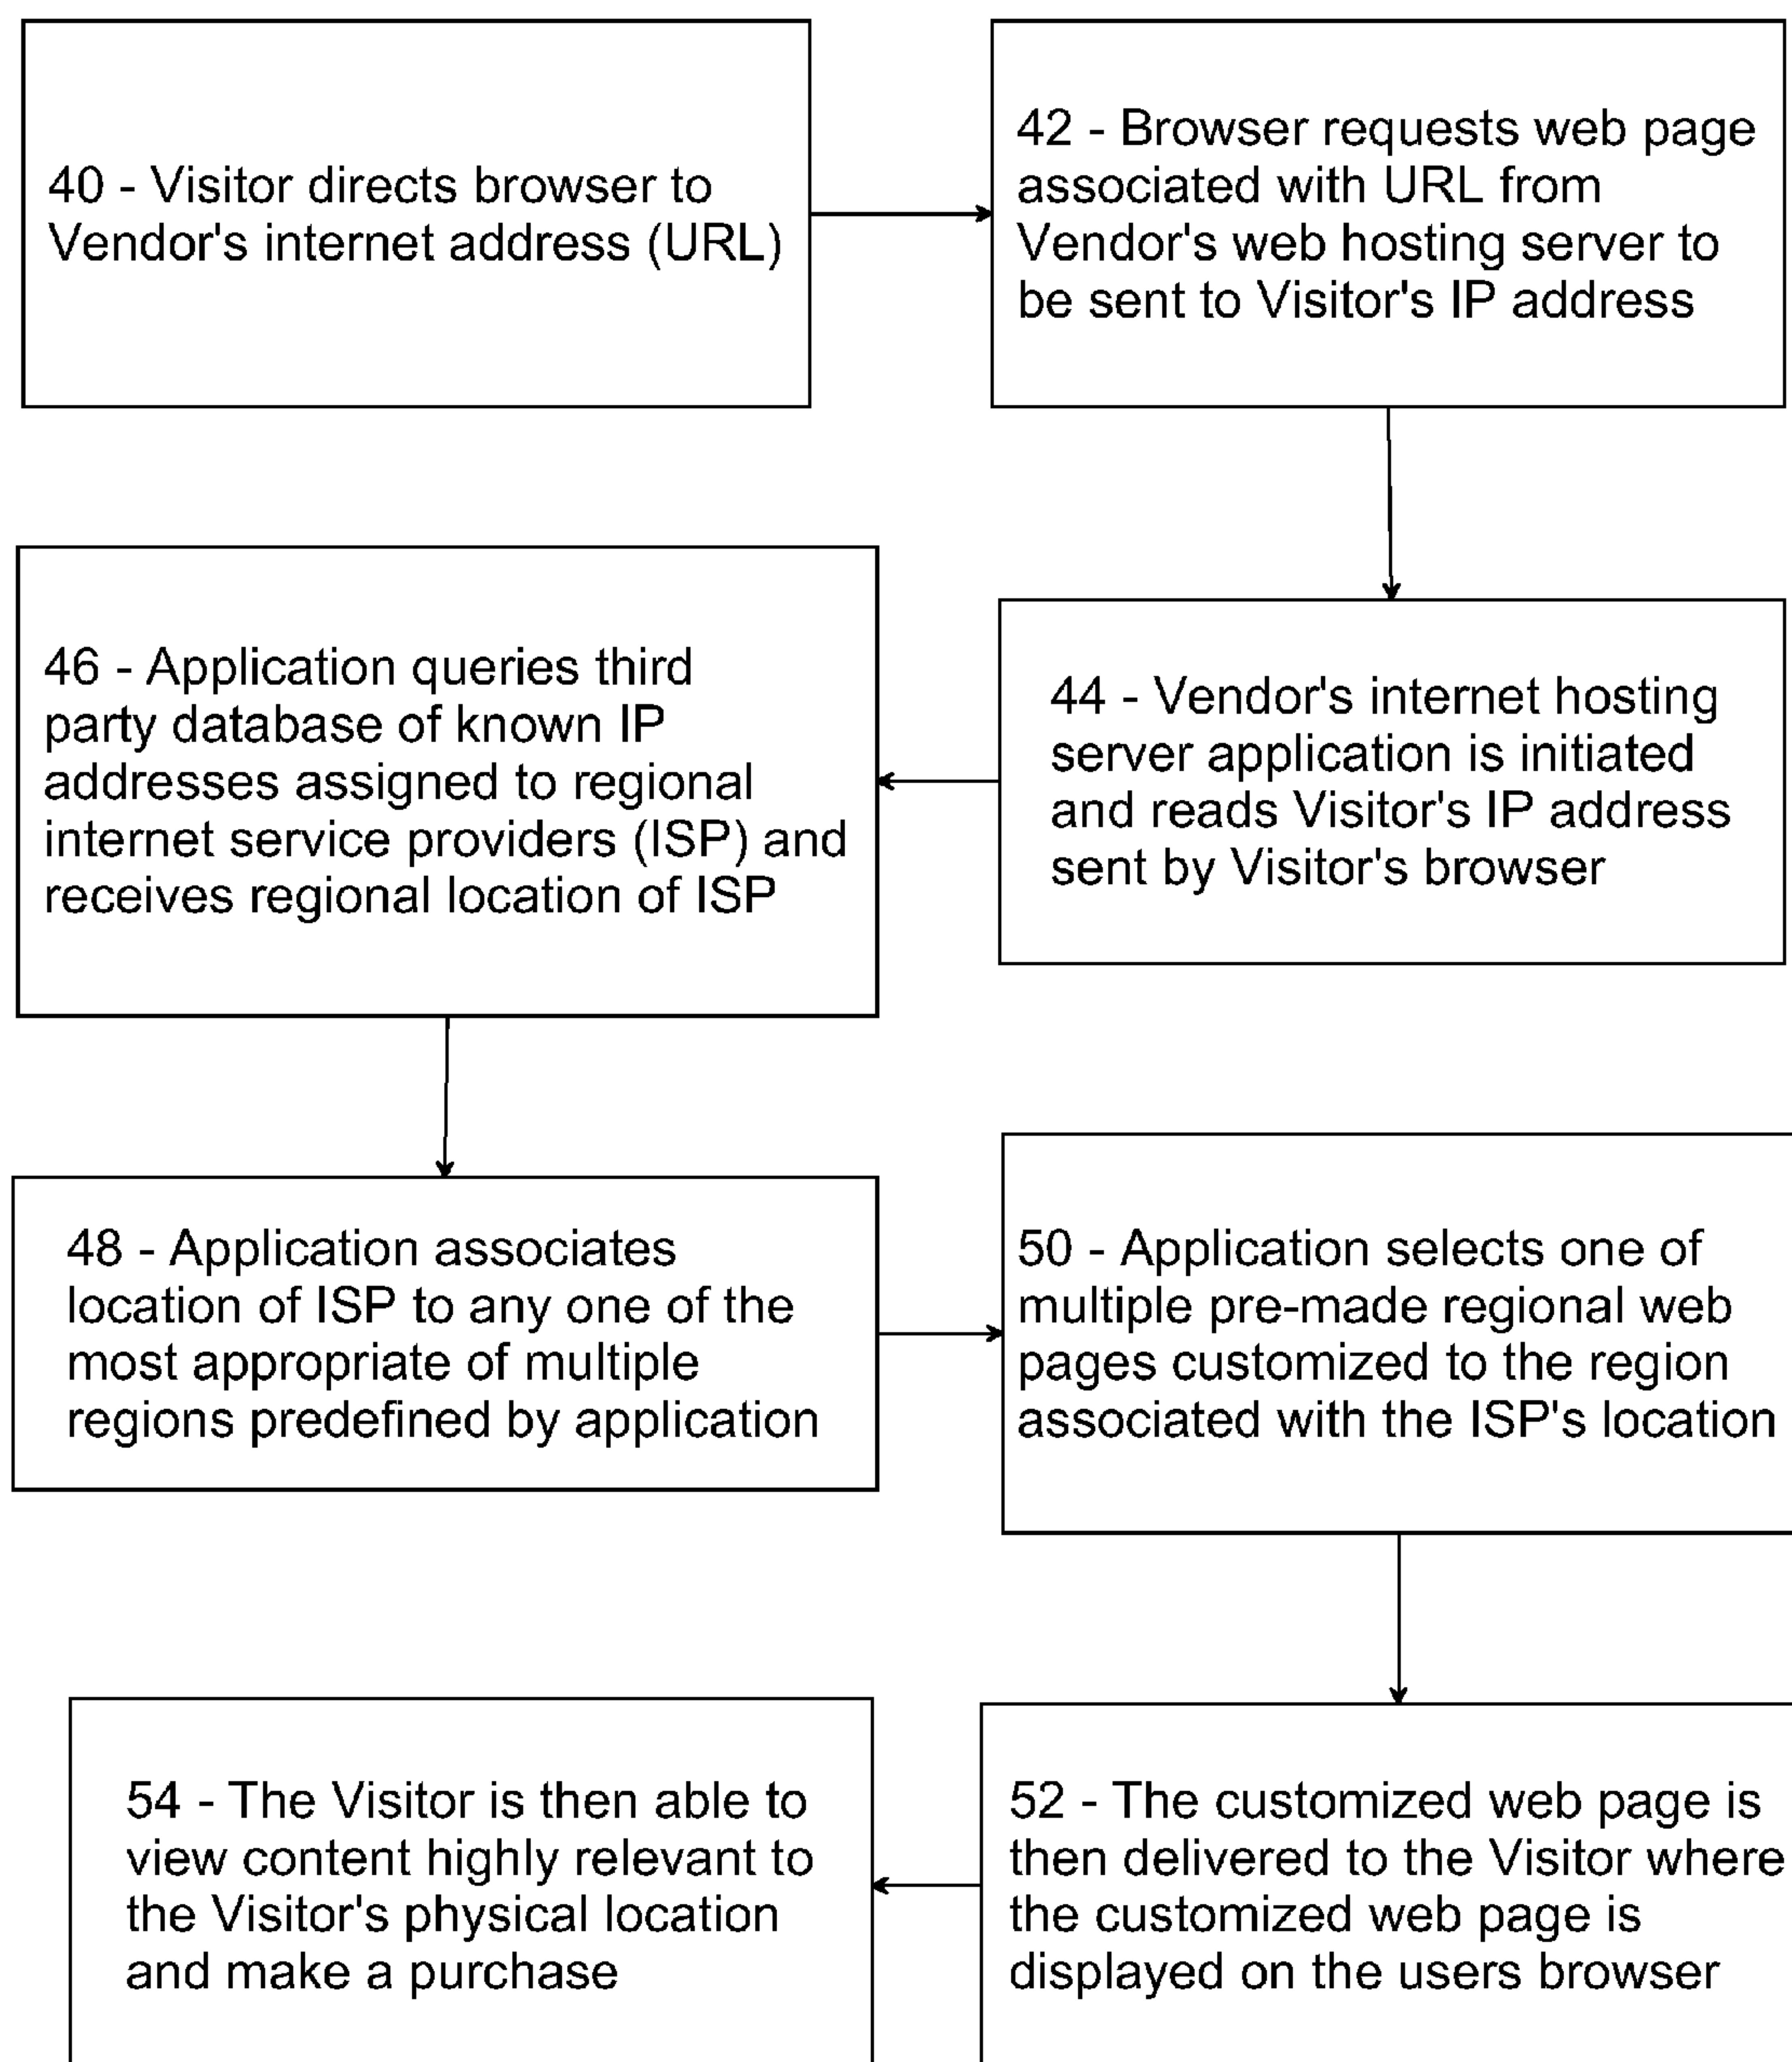 40 - Visitor directs browser to
Vendor's internet address (URL)
42 - Browser requests web page
associated with URL from
Vendor's web hosting server to
be sent to Visitor's IP address
44 - Vendor's internet hosting
server application is initiated
and reads Visitor's IP address
sent by Visitor's browser
46 - Application queries third
party database of known IP
addresses assigned to regional
internet service providers (ISP) and
receives regional location of ISP
48 - Application associates
location of ISP to any one of the
most appropriate of multiple
regions predefined by application
50 - Application selects one of
multiple pre-made regional web
pages customized to the region
associated with the ISP's location
52 - The customized web page is
then delivered to the Visitor where
the customized web page is
displayed on the users browser
54 - The Visitor is then able to
view content highly relevant to
the Visitor's physical location
and make a purchase